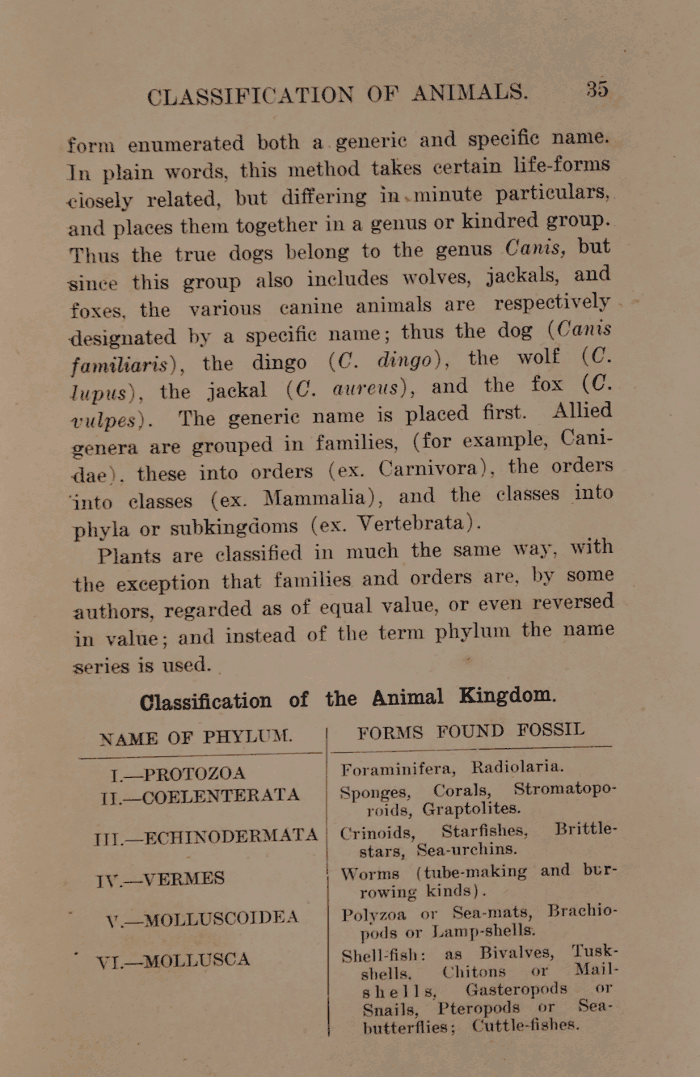 CLASSIFICATION OF ANIMALS. 35
form enumerated both a generic and specific name.
In plain words, this method takes certain life-forms
closely related, but differing in minute particulars,
and places them together in a genus or kindred group.
Thus the true dogs belong to the genus Canis, but
since this group also includes wolves, jackals, and
foxes, the various canine animals are respectively
designated by a specific name; thus the dog (Canis
familiaris), the dingo (C. dingo), the wolf (C.
lupus), the jackal (C. aureus), and the fox (C.
vulpes). The generic name is placed first. Allied
genera are grouped in families, (for example, Cani-
dae), these into orders (ex. Carnivora), the orders
into classes (ex. Mammalia), and the classes into
phyla or subkingdoms (ex. Vertebrata).
Plants are classified in much the same way, with
the exception that families and orders are, by some
authors, regarded as of equal value, or even reversed
in value; and instead of the term phylum the name
series is used.
Classification of the Animal Kingdom.
NAME OF PHYLUM. FORMS FOUND FOSSIL
I.—PROTOZOA Foraminifera, Radiolaria.
II.—COELENTERATA Sponges, Corals, Stromatopo-
roids, Graptolites.
III.—ECHINODERMATA Crinoids, Starfishes, Brittle-
stars, Sea-urchins.
IV.—VERMES Worms (tube-making and bur-
rowing kinds).
V.—MOLLUSCOIDEA Polyzoa or Sea-mats, Brachio-
pods or Lamp-shells.
VI.—MOLLUSCA Shell-fish: as Bivalves, Tusk-
shells, Chitons or Mail-
shells, Gasteropods or
Snails, Pteropods or Sea-
butterflies; Cuttle-fishes.